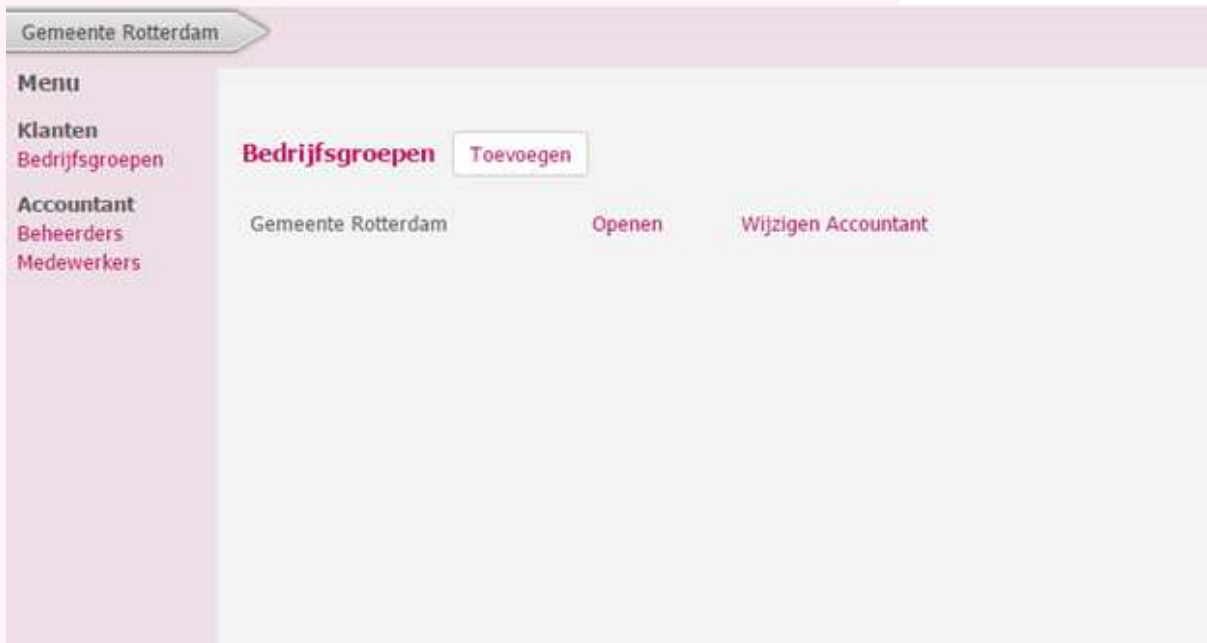 Gemeente Rotterdam
Menu
Klanten
Bedrijfsgroepen
Accountant
Beheerders
Medewerkers
Bedrijfsgroepen Toevoegen
Gemeente Rotterdam Openen Wijzigen Accountant